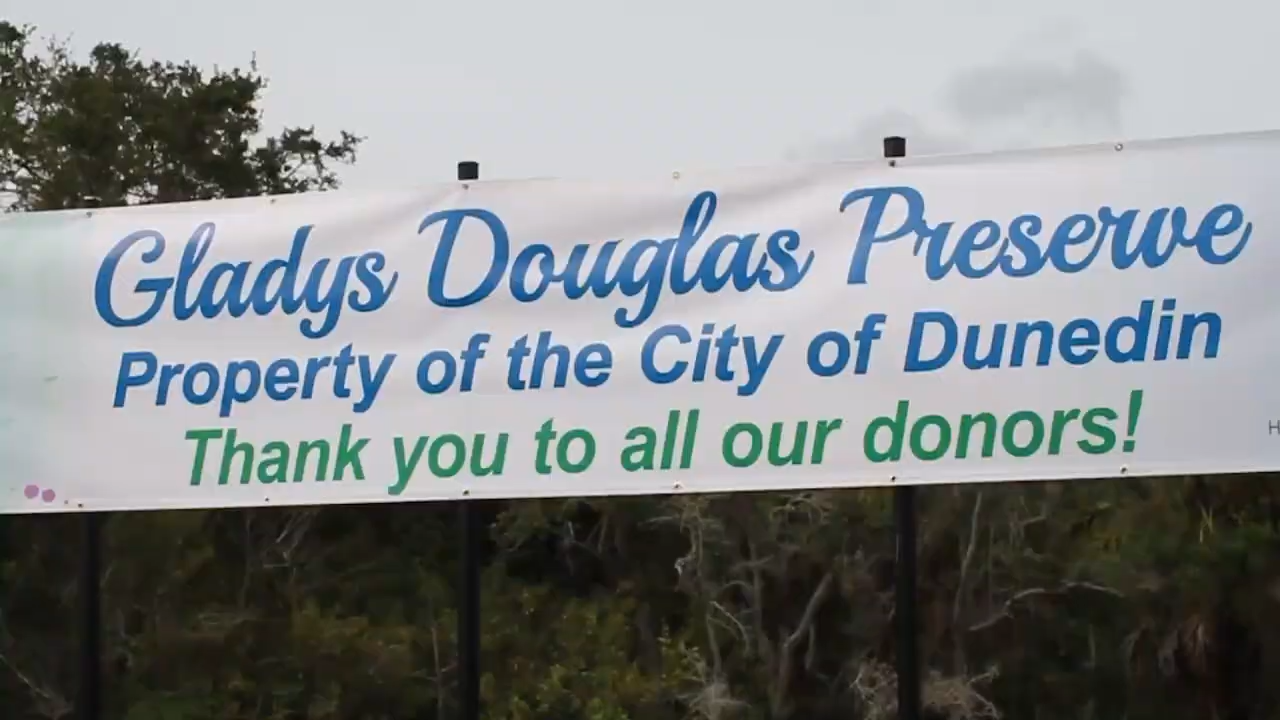 Gladys Douglas Preserve
Property of the City of Dunedin
Thank you to all our donors!
H